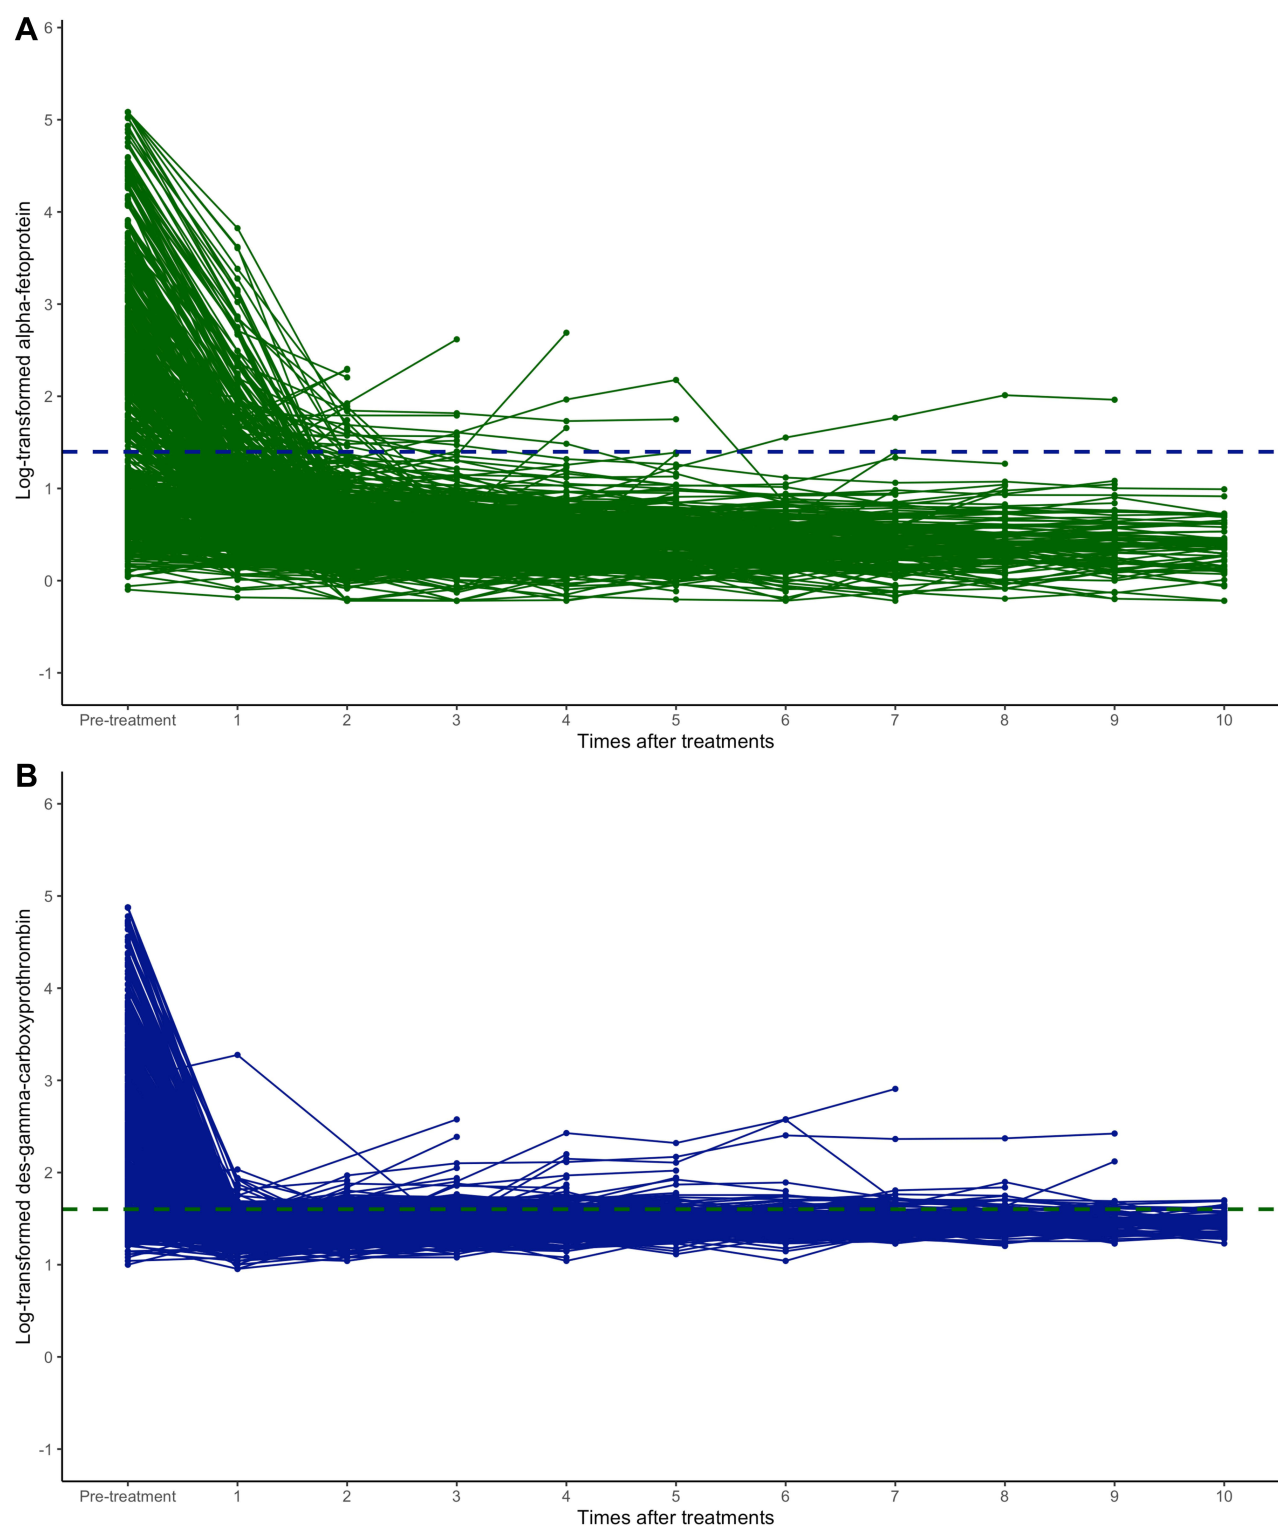 A
Log-transformed alpha-fetoprotein
6
5
4
3
2
1
0
-1
Pre-treatment 1 2 3 4 5 6 7 8 9 10
Times after treatments
B
Log-transformed des-gamma-carboxyprothrombin
6
5
4
3
2
1
0
-1
Pre-treatment 1 2 3 4 5 6 7 8 9 10
Times after treatments